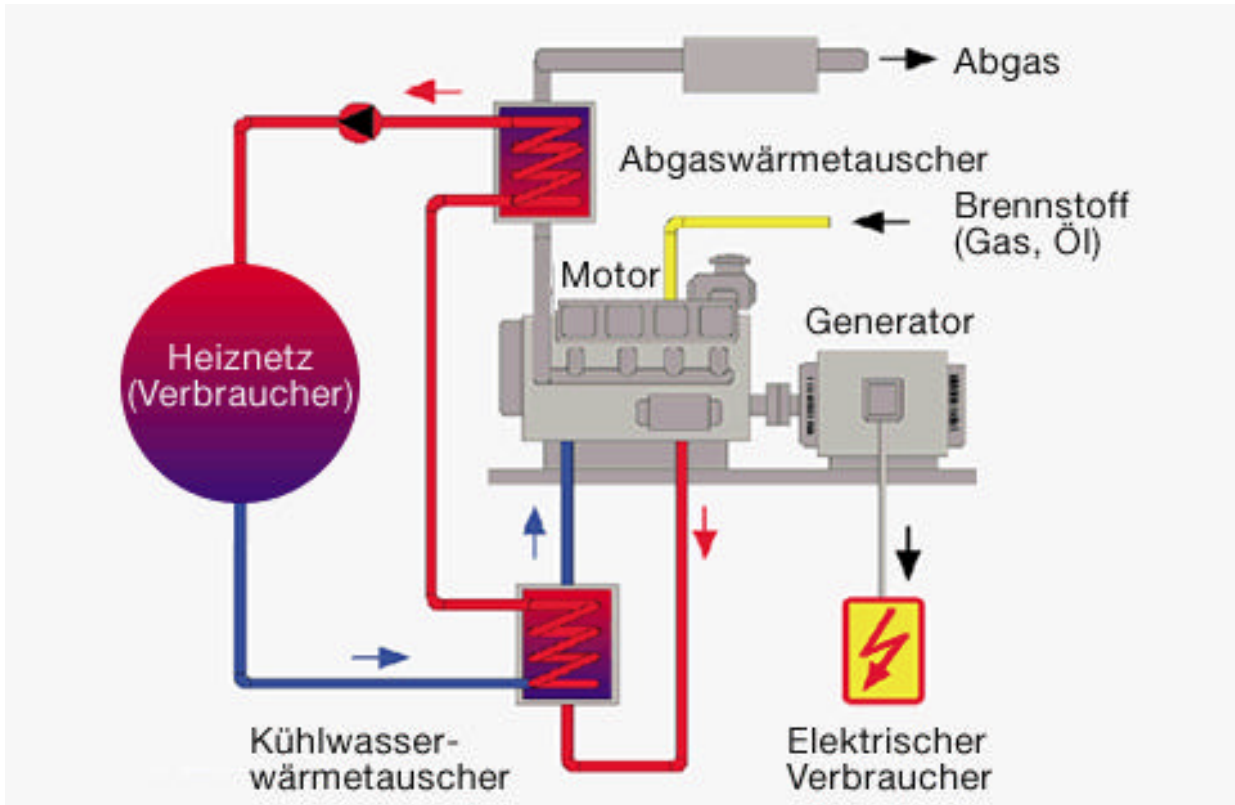 Abgas
Abgaswärmetauscher
Brennstoff
(Gas, Öl)
Motor
Generator
Heiznetz
(Verbraucher)
Kühlwasser-
wärmetauscher
Elektrischer
Verbraucher